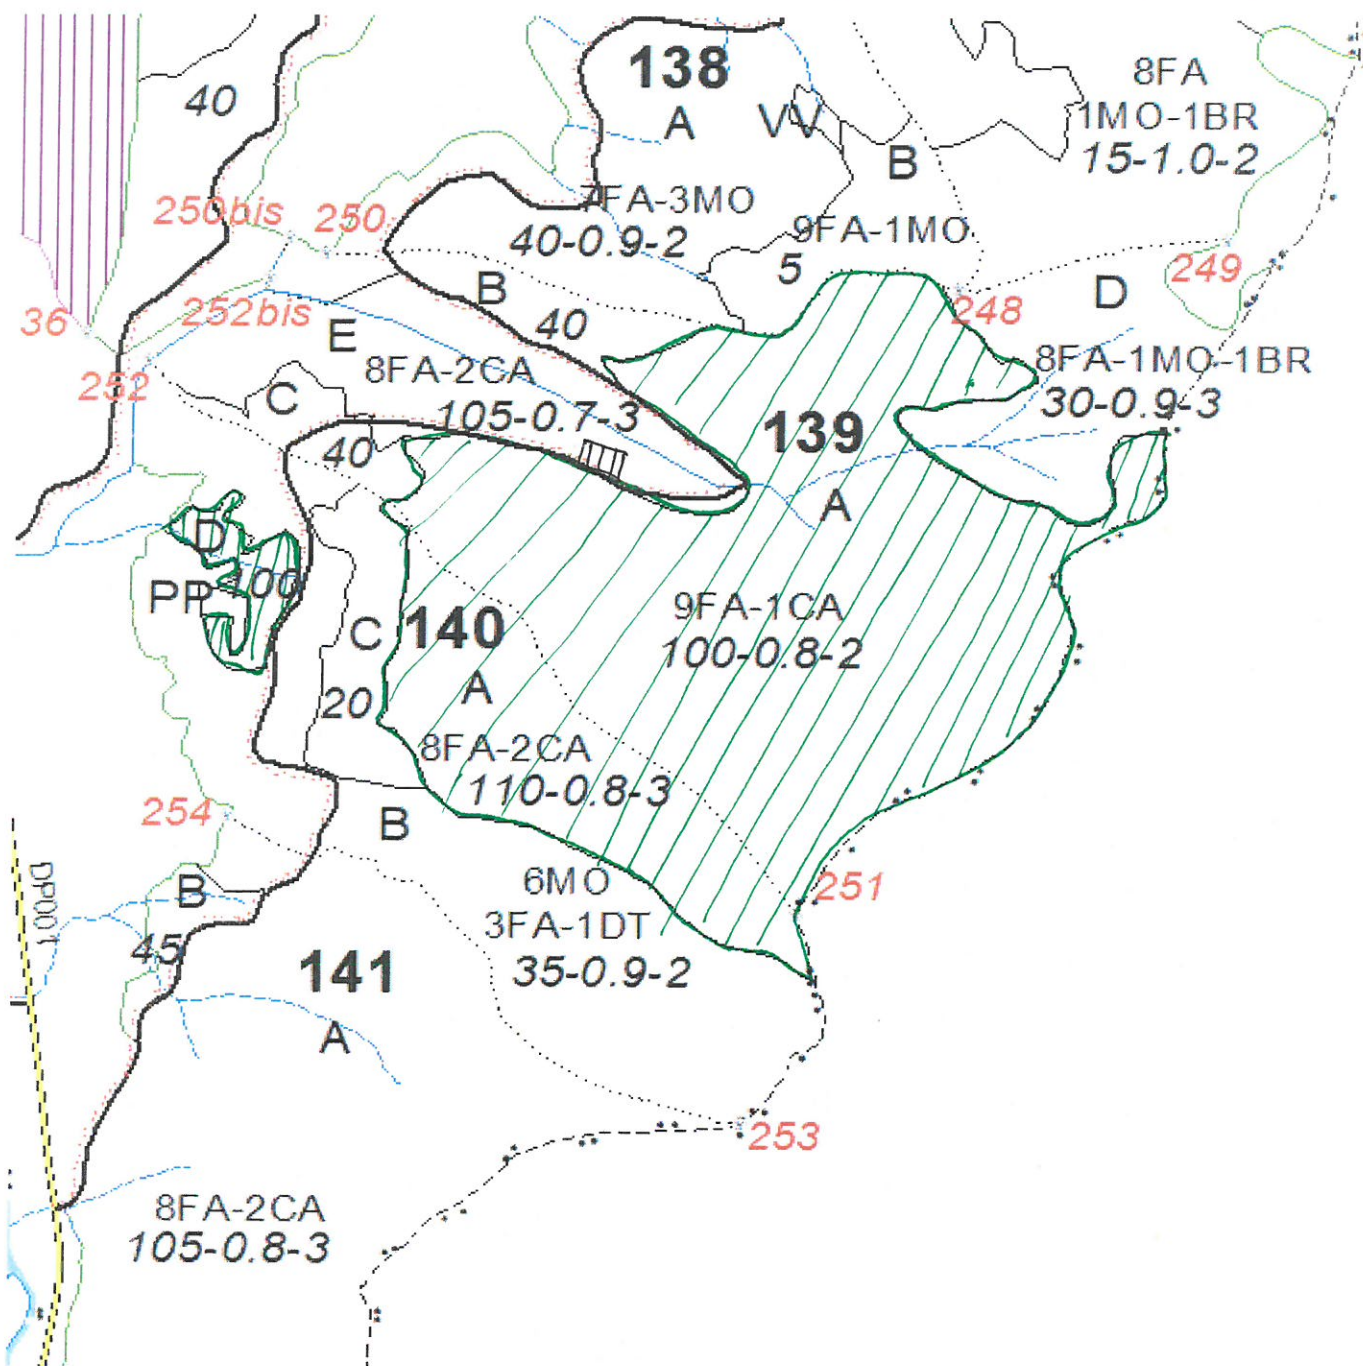 138
8FA
40
1MO-1BR
A
VV
B
15-1.0-2
7FA-3MO
250bis
250
40-0.9-2
9FA-1MO
5
249
B
D
248
36
252bis
40
E
8FA-2CA
8FA-1MO-1BR
252
C
105-0.7-3
30-0.9-3
139
40
A
D
100
PP
9FA-1CA
140
C
100-0.8-2
A
20
8FA-2CA
110-0.8-3
254
B
DP001
6MO
251
B
3FA-1DT
45
141
35-0.9-2
A
253
8FA-2CA
105-0.8-3